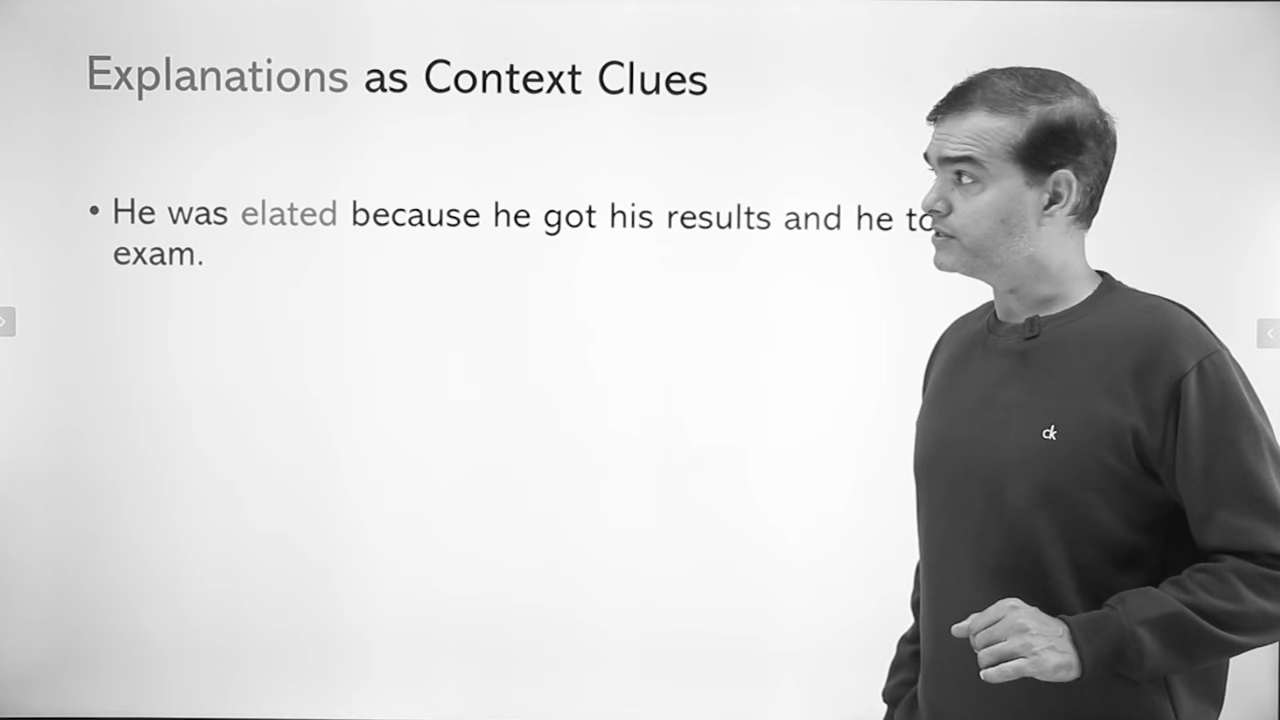 Explanations as Context Clues
• He was elated because he got his results and he
exam.
ck